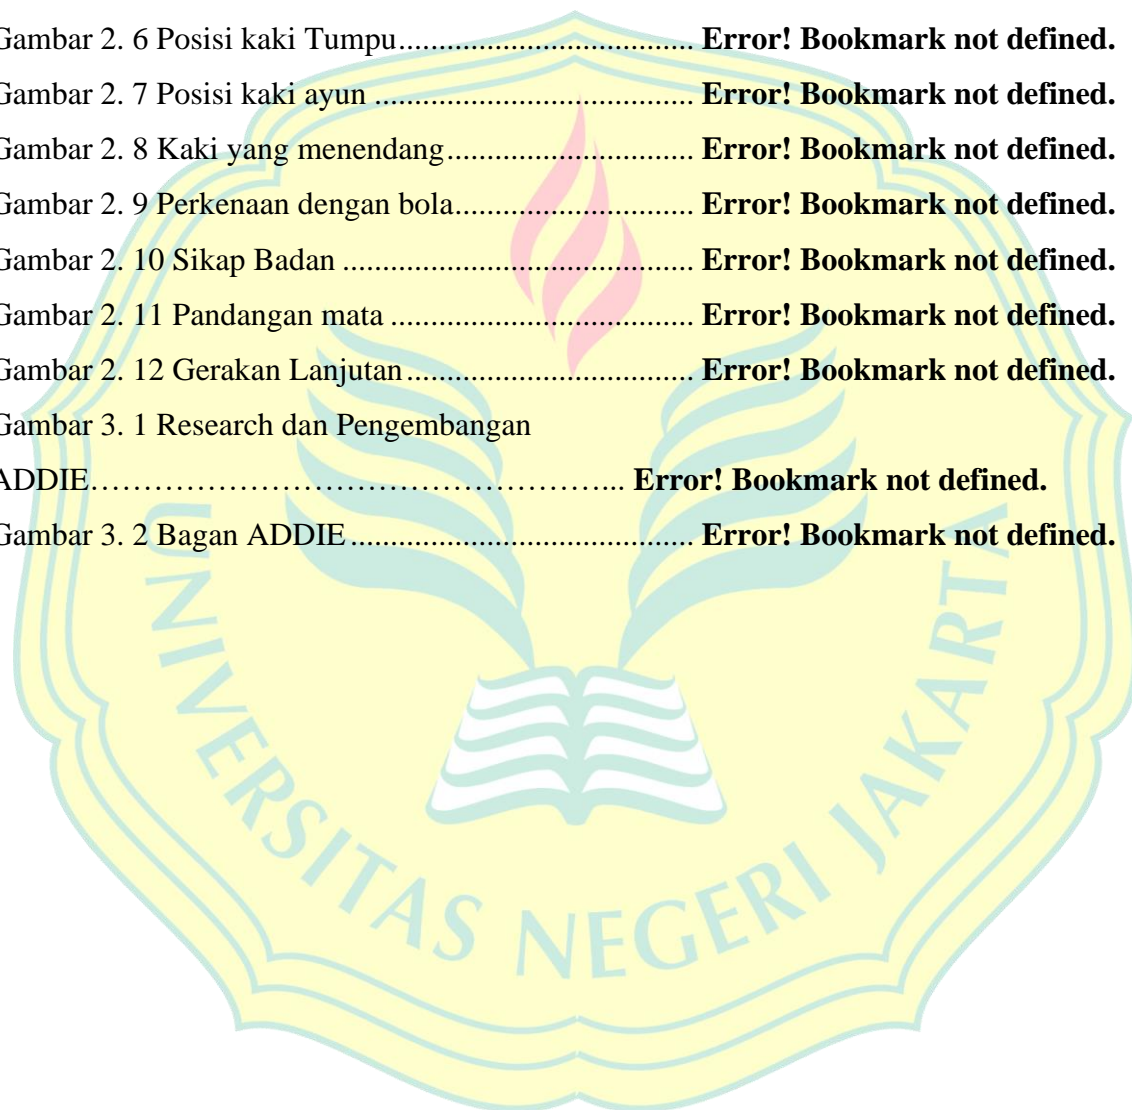 Gambar 2. 6 Posisi kaki Tumpu..................................... Error! Bookmark not defined.
Gambar 2. 7 Posisi kaki ayun ........................................ Error! Bookmark not defined.
Gambar 2. 8 Kaki yang menendang............................... Error! Bookmark not defined.
Gambar 2. 9 Perkenaan dengan bola.............................. Error! Bookmark not defined.
Gambar 2. 10 Sikap Badan ............................................ Error! Bookmark not defined.
Gambar 2. 11 Pandangan mata ...................................... Error! Bookmark not defined.
Gambar 2. 12 Gerakan Lanjutan.................................... Error! Bookmark not defined.
Gambar 3. 1 Research dan Pengembangan
ADDIE…………………………………………... Error! Bookmark not defined.
Gambar 3. 2 Bagan ADDIE........................................... Error! Bookmark not defined.
UNIVERSITAS NEGERI JAKARTA